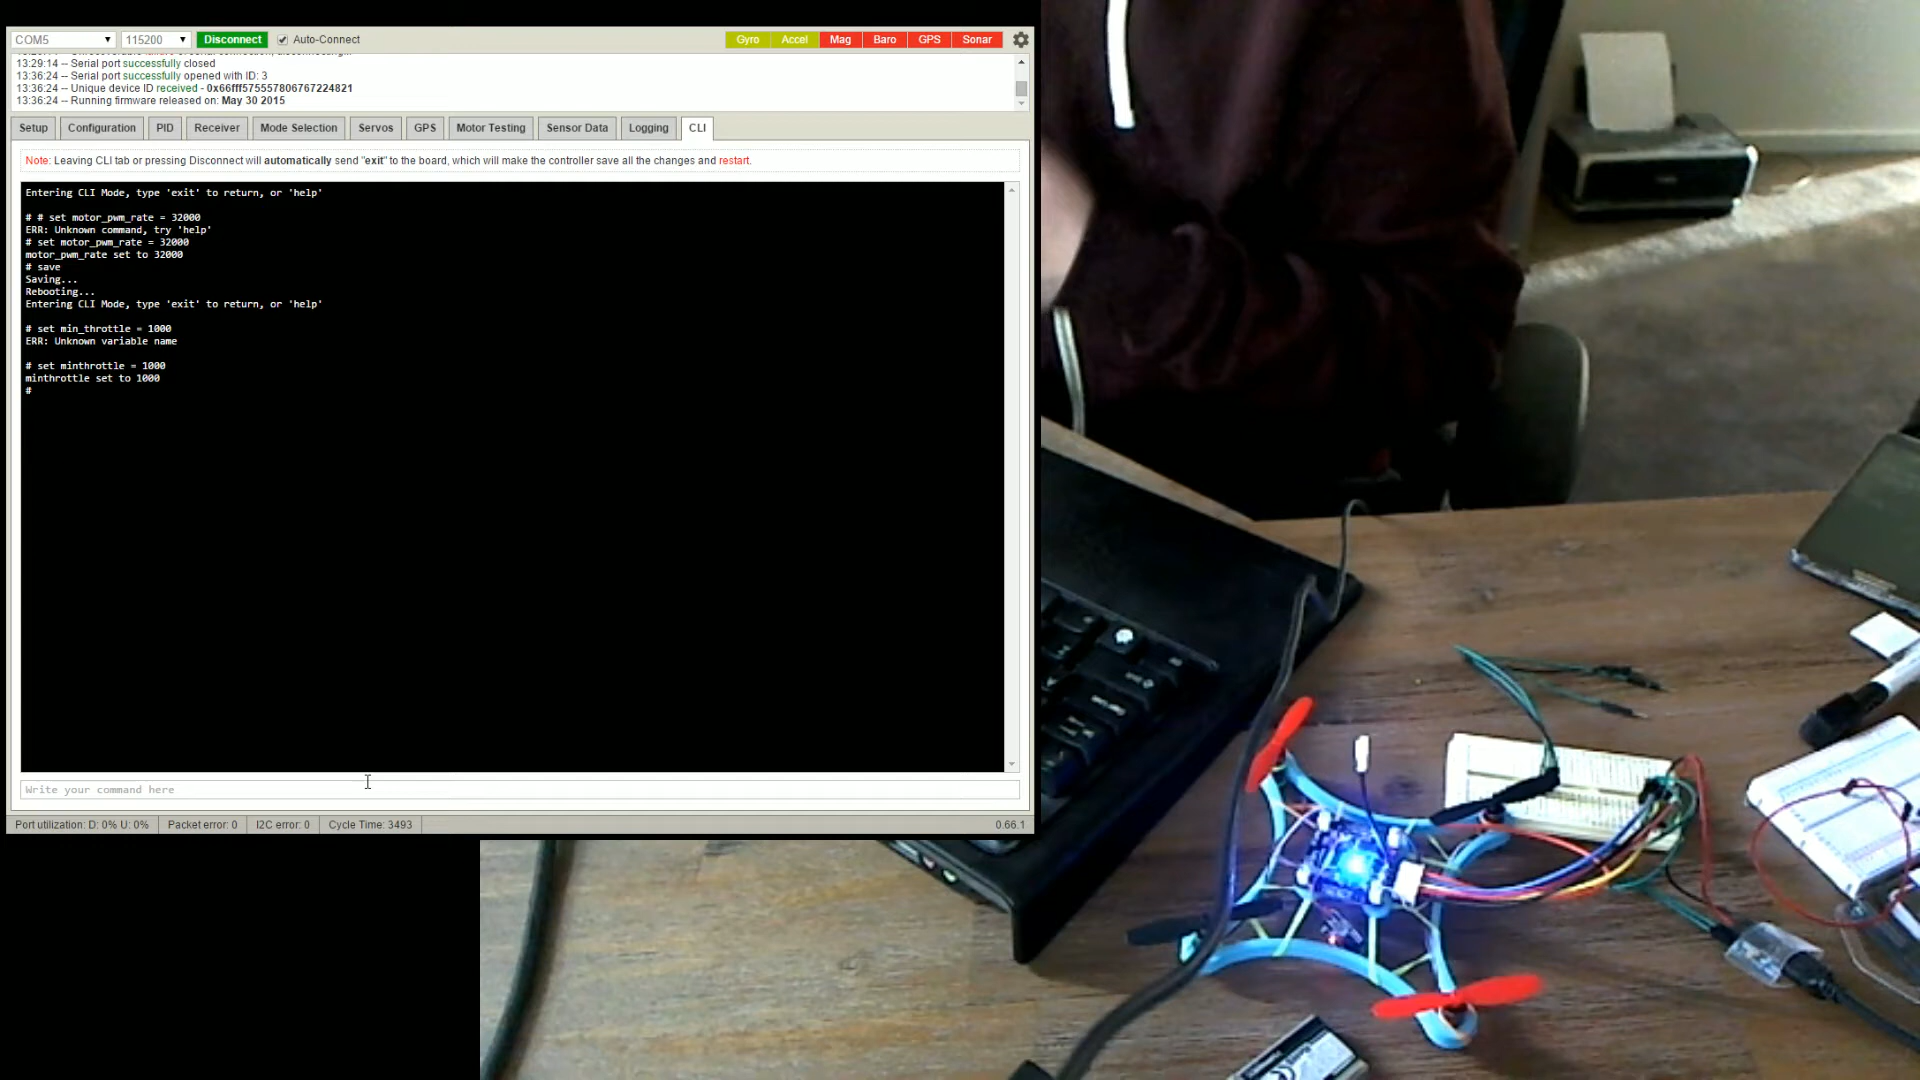 COM5 115200 Disconnect Auto-Connect Gyro Accel Mag Baro GPS Sonar
13:29:14 -- Serial port successfully closed
13:36:24 -- Serial port successfully opened with ID: 3
13:36:24 -- Unique device ID received - 0x66fff575557806767224821
13:36:24 -- Running firmware released on: May 30 2015
Setup Configuration PID Receiver Mode Selection Servos GPS Motor Testing Sensor Data Logging CLI
Note: Leaving CLI tab or pressing Disconnect will automatically send "exit" to the board, which will make the controller save all the changes and restart.
Entering CLI Mode, type 'exit' to return, or 'help'
# # set motor_pwm_rate = 32000
ERR: Unknown command, try 'help'
# set motor_pwm_rate = 32000
motor_pwm_rate set to 32000
# save
Saving...
Rebooting...
Entering CLI Mode, type 'exit' to return, or 'help'
# set min_throttle = 1000
ERR: Unknown variable name
# set minthrottle = 1000
minthrottle set to 1000
#
Write your command here
Port utilization: D: 0% U: 0% Packet error: 0 I2C error: 0 Cycle Time: 3493 0.66.1